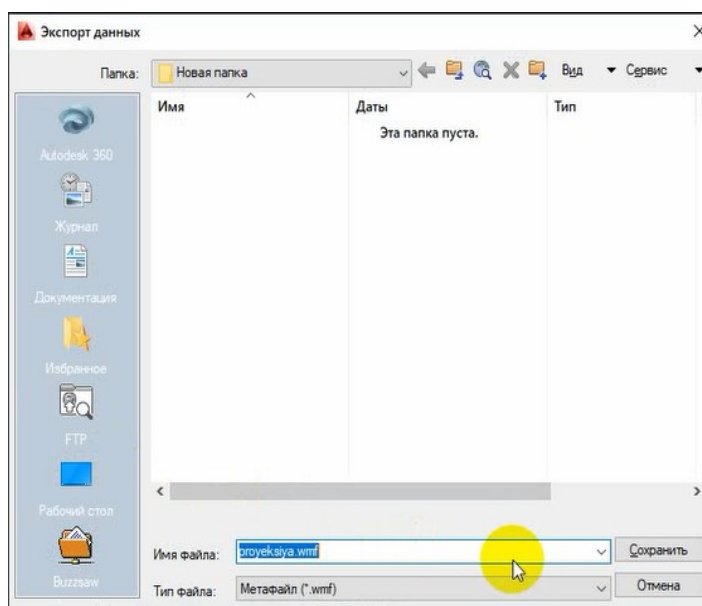 Экспорт данных
Папка: Новая папка Вид Сервис
Имя Даты Тип
Эта папка пуста.
Autodesk 360
Журнал
Документация
Избранное
FTP
Рабочий стол
Buzzsaw
Имя файла: proyeksiya.wmf Сохранить
Тип файла: Метафайл (*.wmf) Отмена